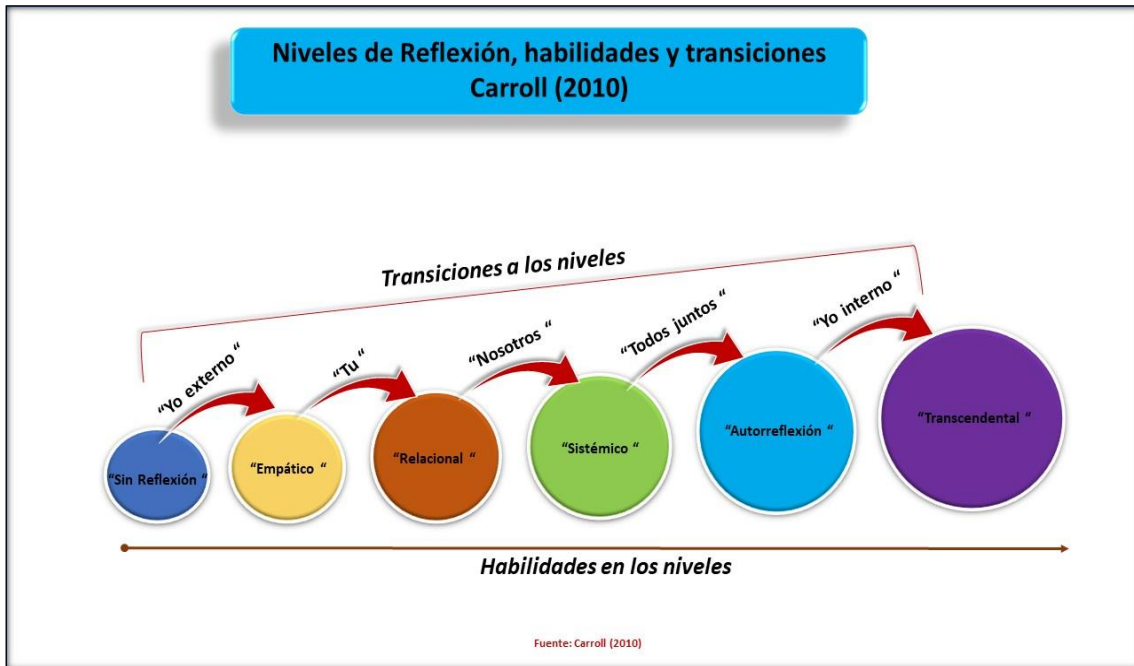 Niveles de Reflexión, habilidades y transiciones
Carroll (2010)
Transiciones a los niveles
“Yo externo “
“Tu “
“Nosotros “
“Todos juntos “
“Yo interno “
“Sin Reflexión “
“Empático “
“Relacional “
“Sistémico “
“Autorreflexión “
“Transcendental “
Habilidades en los niveles
Fuente: Carroll (2010)